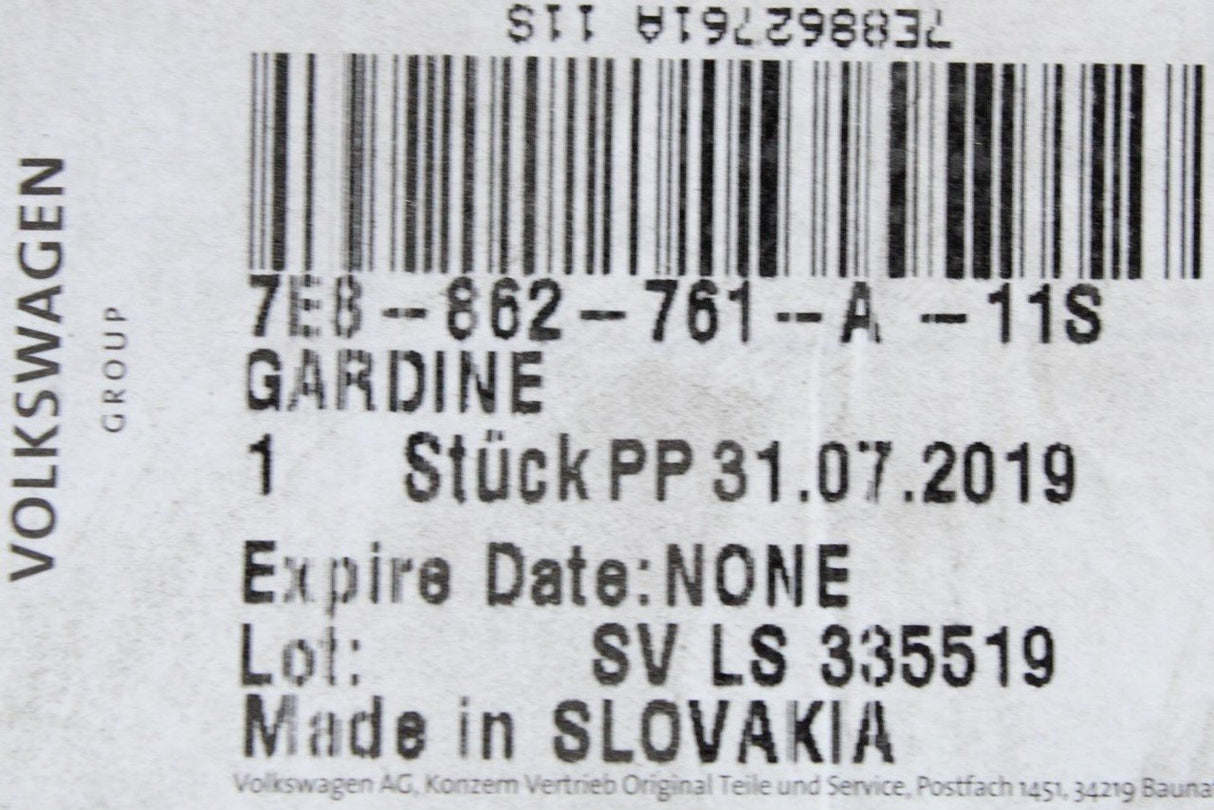 7E8862761A 11S
VOLKSWAGEN
GROUP
7E8-862-761-A -11S
GARDINE
1 Stück PP 31.07.2019
Expire Date:NONE
Lot: SV LS 335519
Made in SLOVAKIA
Volkswagen AG, Konzern Vertrieb Original Teile und Service, Postfach 1451, 34219